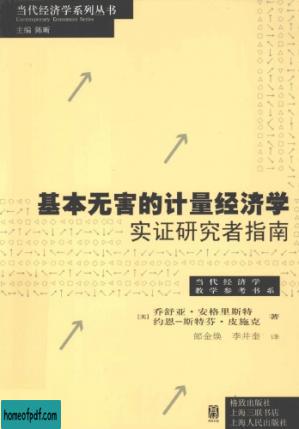 当代经济学系列丛书
Contemporary Economics Series
主编 陈昕
www.homeofpdf.com
基本无害的计量经济学
实证研究者指南
当代经济学
教学参考书系
[美] 乔舒亚·安格里斯特 著
约恩-斯特芬·皮施克
郎金焕 李井奎 译
格致出版社
上海三联书店
上海人民出版社
homeofpdf.com